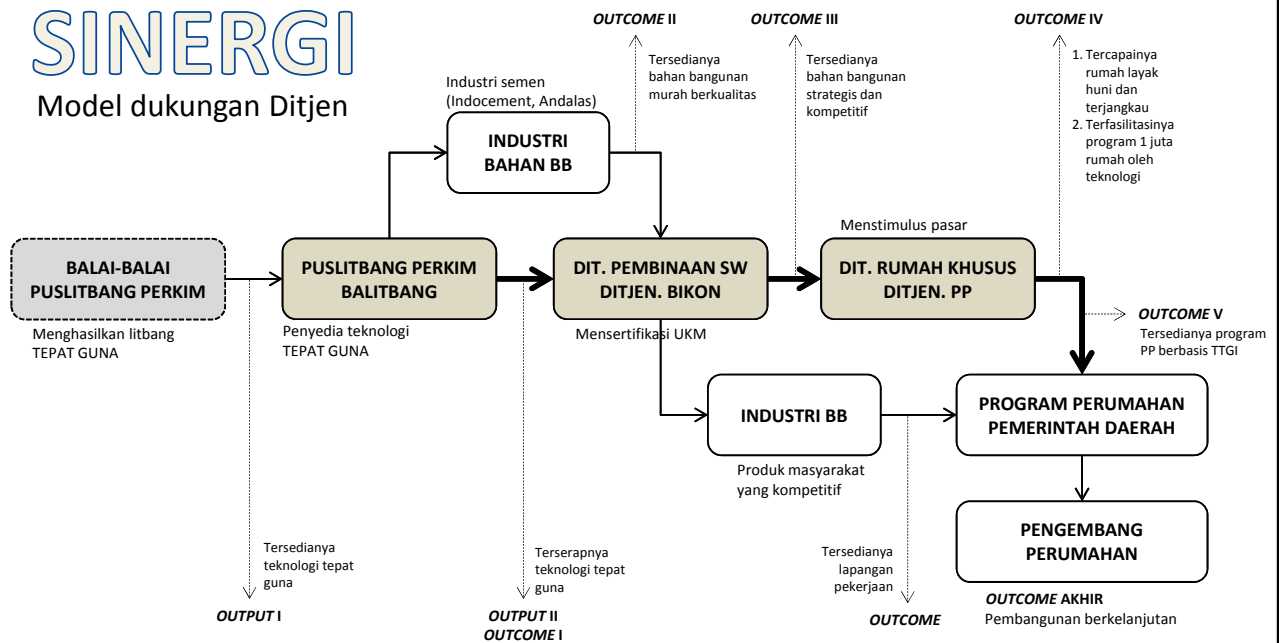 SINERGI
Model dukungan Ditjen
OUTCOME II
Tersedianya
bahan bangunan
murah berkualitas
OUTCOME III
Tersedianya
bahan bangunan
strategis dan
kompetitif
OUTCOME IV
1. Tercapainya
rumah layak
huni dan
terjangkau
2. Terfasilitasinya
program 1 juta
rumah oleh
teknologi
Industri semen
(Indocement, Andalas)
INDUSTRI
BAHAN BB
BALAI-BALAI
PUSLITBANG PERKIM
Menghasilkan litbang
TEPAT GUNA
PUSLITBANG PERKIM
BALITBANG
Penyedia teknologi
TEPAT GUNA
DIT. PEMBINAAN SW
DITJEN. BIKON
Mensertifikasi UKM
Menstimulus pasar
DIT. RUMAH KHUSUS
DITJEN. PP
OUTCOME V
Tersedianya program
PP berbasis TTGI
INDUSTRI BB
Produk masyarakat
yang kompetitif
PROGRAM PERUMAHAN
PEMERINTAH DAERAH
PENGEMBANG
PERUMAHAN
OUTCOME AKHIR
Pembangunan berkelanjutan
Tersedianya
teknologi tepat
guna
OUTPUT I
Terserapnya
teknologi tepat
guna
OUTPUT II
OUTCOME I
Tersedianya
lapangan
pekerjaan
OUTCOME